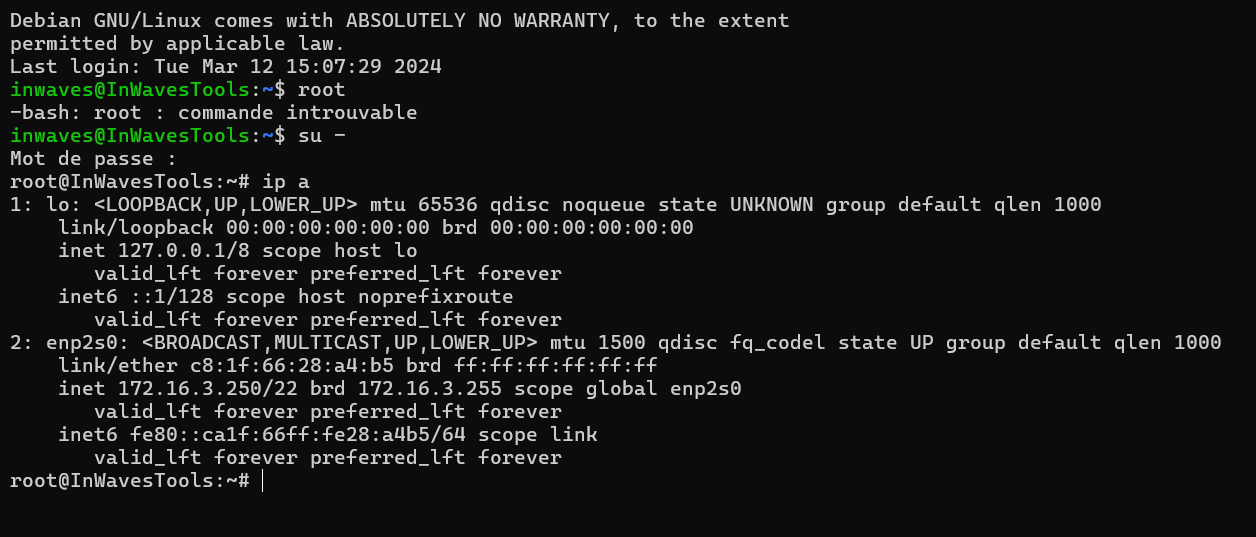 Debian GNU/Linux comes with ABSOLUTELY NO WARRANTY, to the extent
permitted by applicable law.
Last login: Tue Mar 12 15:07:29 2024
inwaves@InWavesTools:~$ root
-bash: root : commande introuvable
inwaves@InWavesTools:~$ su -
Mot de passe :
root@InWavesTools:~# ip a
1: lo: <LOOPBACK,UP,LOWER_UP> mtu 65536 qdisc noqueue state UNKNOWN group default qlen 1000
    link/loopback 00:00:00:00:00:00 brd 00:00:00:00:00:00
    inet 127.0.0.1/8 scope host lo
       valid_lft forever preferred_lft forever
    inet6 ::1/128 scope host noprefixroute
       valid_lft forever preferred_lft forever
2: enp2s0: <BROADCAST,MULTICAST,UP,LOWER_UP> mtu 1500 qdisc fq_codel state UP group default qlen 1000
    link/ether c8:1f:66:28:a4:b5 brd ff:ff:ff:ff:ff:ff
    inet 172.16.3.250/22 brd 172.16.3.255 scope global enp2s0
       valid_lft forever preferred_lft forever
    inet6 fe80::ca1f:66ff:fe28:a4b5/64 scope link
       valid_lft forever preferred_lft forever
root@InWavesTools:~#